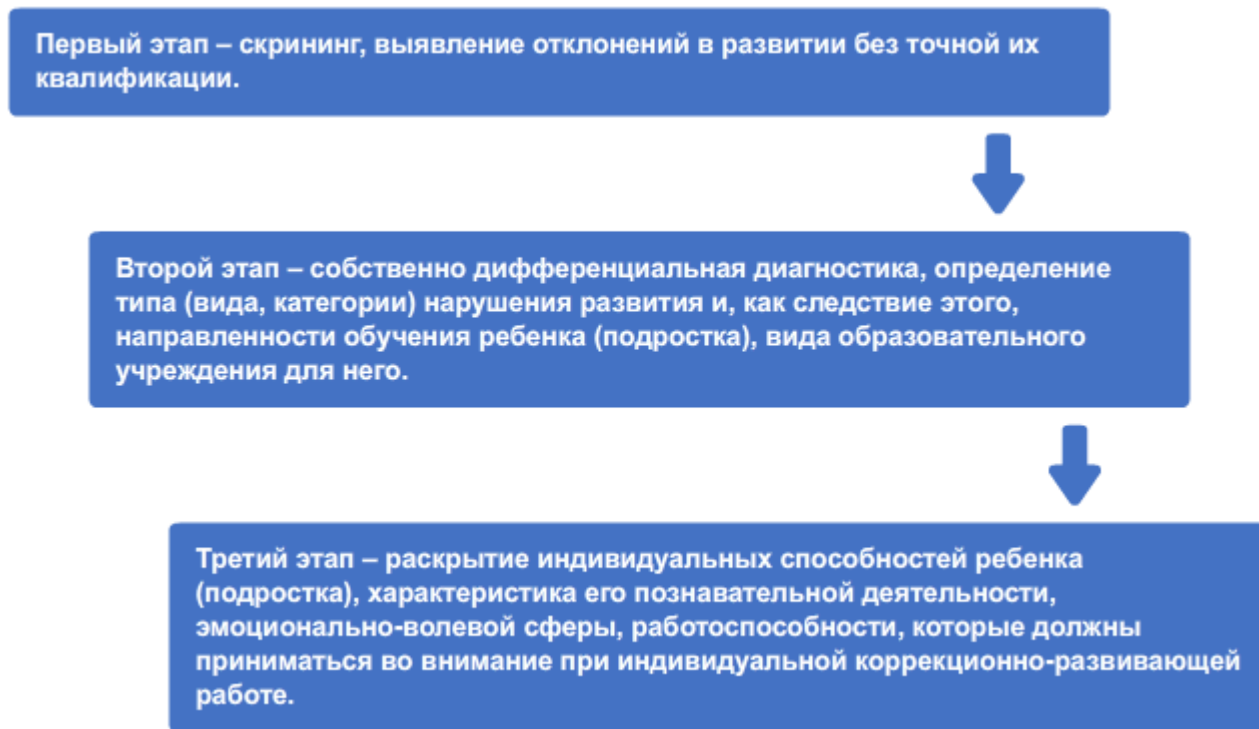 Первый этап – скрининг, выявление отклонений в развитии без точной их
квалификации.
Второй этап – собственно дифференциальная диагностика, определение
типа (вида, категории) нарушения развития и, как следствие этого,
направленности обучения ребенка (подростка), вида образовательного
учреждения для него.
Третий этап – раскрытие индивидуальных способностей ребенка
(подростка), характеристика его познавательной деятельности,
эмоционально-волевой сферы, работоспособности, которые должны
приниматься во внимание при индивидуальной коррекционно-развивающей
работе.